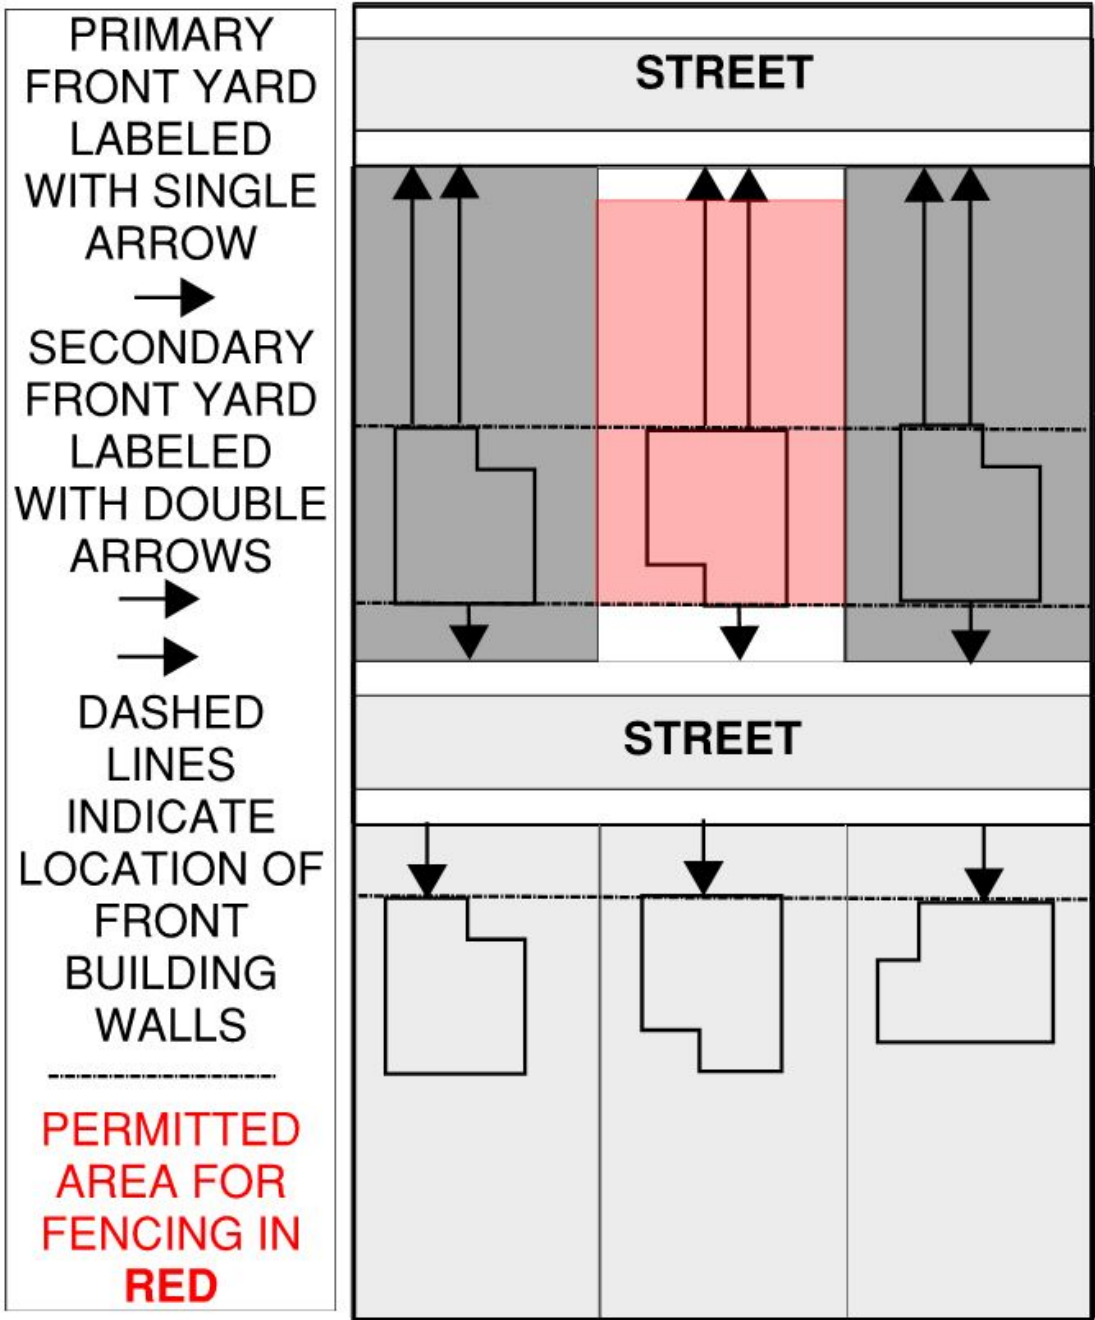 PRIMARY
FRONT YARD
LABELED
WITH SINGLE
ARROW
SECONDARY
FRONT YARD
LABELED
WITH DOUBLE
ARROWS
DASHED
LINES
INDICATE
LOCATION OF
FRONT
BUILDING
WALLS
PERMITTED
AREA FOR
FENCING IN
RED
STREET
STREET